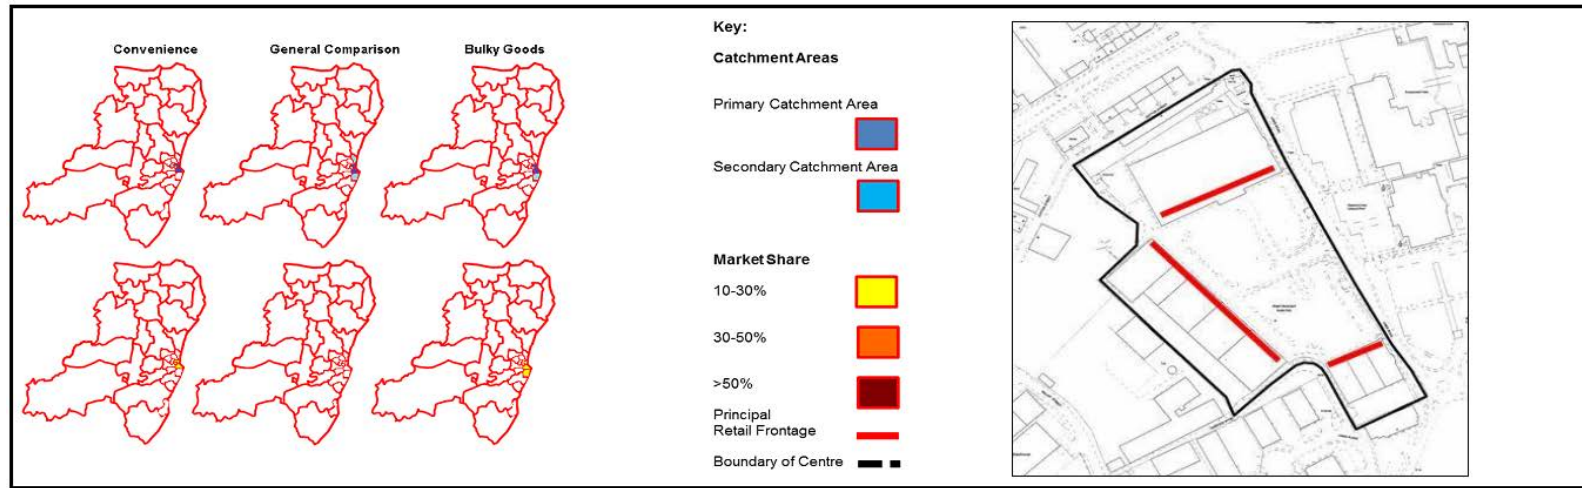 Convenience
General Comparison
Bulky Goods
Key:
Catchment Areas
Primary Catchment Area
Secondary Catchment Area
Market Share
10-30%
30-50%
>50%
Principal
Retail Frontage
Boundary of Centre